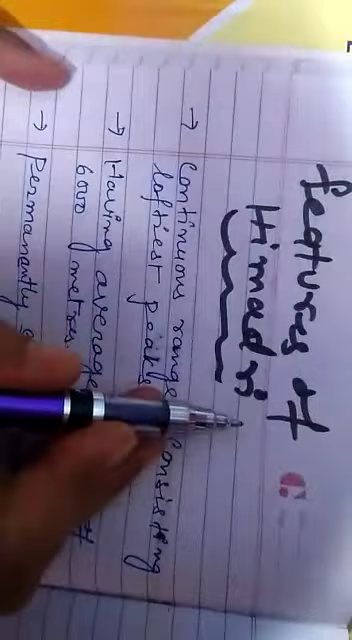 features of
Himadri
→ Continuous range consisting
loftiest peaks
→ Having average
6000 metres
→ Permanently